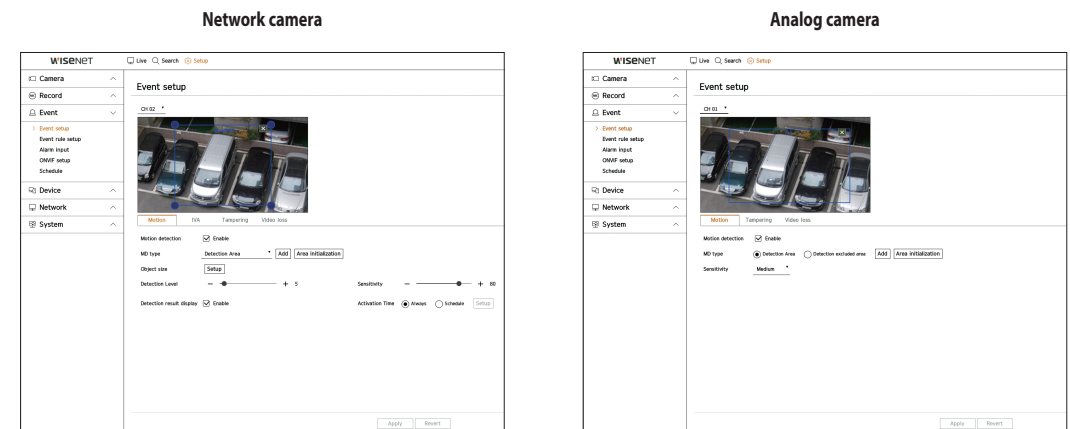 Network camera
WISENET
Live Search Setup
Camera
Record
Event
Event setup
Event rule setup
Alarm input
ONVIF setup
Schedule
Device
Network
System
Event setup
CH 02
Motion IVA Tampering Video loss
Motion detection Enable
MD type Detection Area Add Area initialization
Object size Setup
Detection Level − + 5 Sensitivity − + 80
Detection result display Enable Activation Time Always Schedule Setup
Apply Revert
Analog camera
WISENET
Live Search Setup
Camera
Record
Event
Event setup
Event rule setup
Alarm input
ONVIF setup
Schedule
Device
Network
System
Event setup
CH 01
Motion Tampering Video loss
Motion detection Enable
MD type Detection Area Detection excluded area Add Area initialization
Sensitivity Medium
Apply Revert